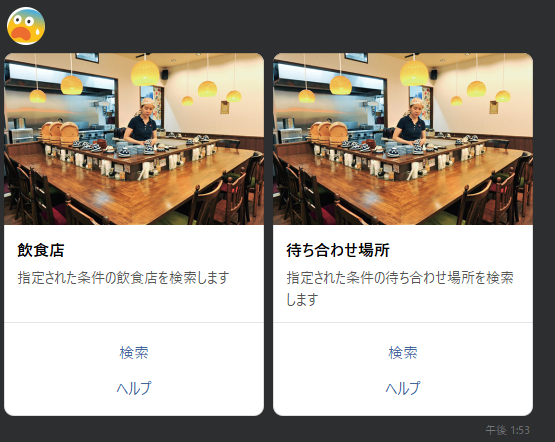 飲食店
指定された条件の飲食店を検索します
検索
ヘルプ
待ち合わせ場所
指定された条件の待ち合わせ場所を検索
します
検索
ヘルプ
午後 1:53